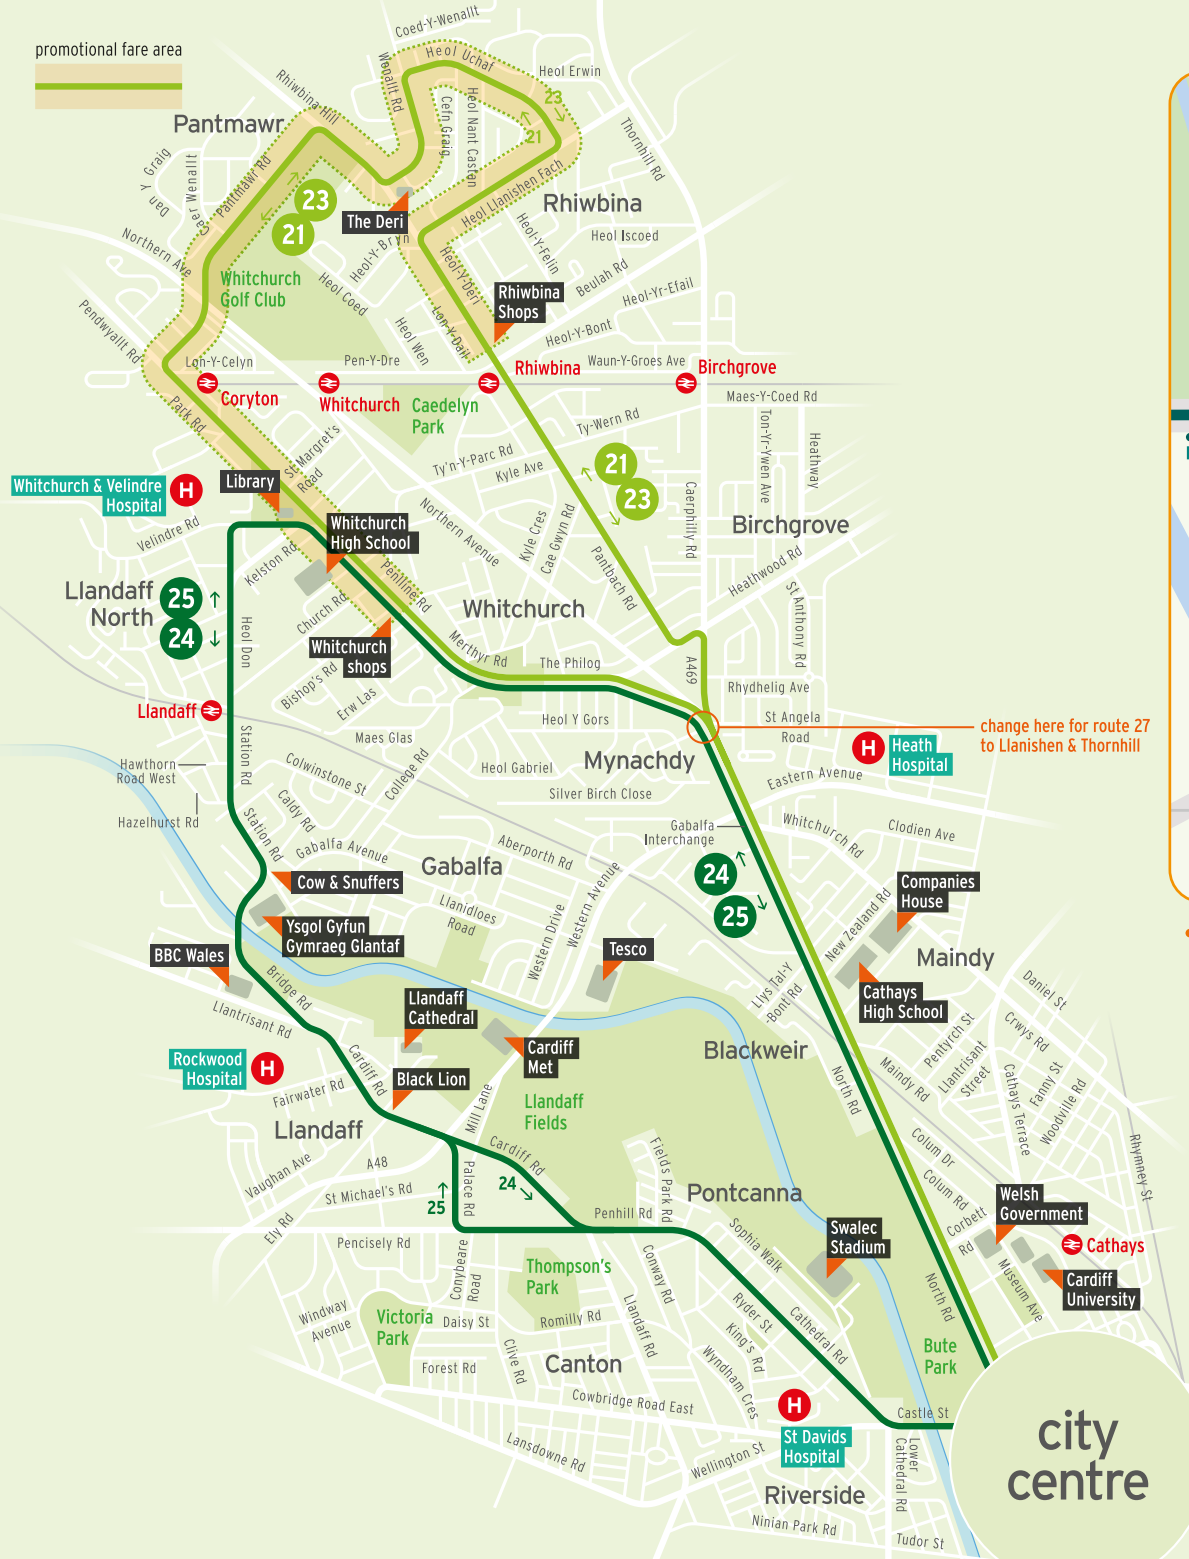 promotional fare area
Coed-Y-Wenallt
Heol Uchaf
Wenallt Rd
Heol Erwin
Rhiwbina Hill
Cefn Graig
Heol Nant Castan
23
21
Thornhill Rd
Pantmawr
Dan Y Graig
Caer Wenallt
Pantmawr Rd
23
21
The Deri
Heol Llanishen Fach
Rhiwbina
Heol Iscoed
Northern Ave
Heol-Y-Bryn
Heol-Y-Felin
Heol-Y-Deri
Beulah Rd
Heol-Yr-Efail
Whitchurch
Golf Club
Heol Coed
Rhiwbina
Shops
Pendwyallt Rd
Lon-Y-Dail
Heol Wen
Heol-Y-Bont
Lon-Y-Celyn
Pen-Y-Dre
Rhiwbina
Waun-Y-Groes Ave
Birchgrove
Coryton
Whitchurch
Caedelyn
Park
Maes-Y-Coed Rd
Park Rd
Ty-Wern Rd
Ton-Yr-Ywen Ave
Heathway
St Margret's
Road
Ty'n-Y-Parc Rd
Kyle Ave
21
23
Whitchurch & Velindre
Hospital
H
Library
Velindre Rd
Whitchurch
High School
Northern Avenue
Kyle Cres
Cae Gwyn Rd
Caerphilly Rd
Birchgrove
Kelston Rd
Penlline Rd
Pantbach Rd
Heathwood Rd
St Anthony Rd
Llandaff
North
25
24
Church Rd
Whitchurch
Heol Don
Whitchurch
shops
Merthyr Rd
The Philog
A469
Bishop's Rd
Erw Las
Rhydhelig Ave
Llandaff
Heol Y Gors
St Angela
Road
change here for route 27
to Llanishen & Thornhill
Maes Glas
H
Heath
Hospital
Station Rd
Hawthorn
Road West
Colwinstone St
College Rd
Heol Gabriel
Mynachdy
Eastern Avenue
Silver Birch Close
Hazelhurst Rd
Caldy Rd
Station Rd
Gabalfa Avenue
Gabalfa
Interchange
Whitchurch Rd
Clodien Ave
Aberporth Rd
Gabalfa
24
25
Cow & Snuffers
Llanidloes
Road
Western Avenue
Western Drive
Companies
House
New Zealand Rd
Ysgol Gyfun
Gymraeg Glantaf
Tesco
Maindy
BBC Wales
Bridge Rd
Llys Tal-Y
-Bont Rd
Cathays
High School
Daniel St
Llantrisant Rd
Llandaff
Cathedral
Crwys Rd
Pentyrch St
Cardiff
Met
Blackweir
Llantrisant
Street
Rockwood
Hospital
H
Cardiff Rd
Black Lion
Maindy Rd
Cathays Terrace
Fanny St
Woodville Rd
Fairwater Rd
Mill Lane
Llandaff
Fields
North Rd
Llandaff
Cardiff Rd
Colum Dr
Rhymney St
Vaughan Ave
A48
Palace Rd
24
Fields Park Rd
Colum Rd
St Michael's Rd
25
Pontcanna
Welsh
Government
Ely Rd
Penhill Rd
Corbett
Rd
Pencisely Rd
Sophia Walk
Swalec
Stadium
Cathays
Conybeare
Road
Conway Rd
Thompson's
Park
Museum Ave
Cardiff
University
North Rd
Windway
Avenue
Victoria
Park
Daisy St
Romilly Rd
Llandaff Rd
Ryder St
Cathedral Rd
King's Rd
Bute
Park
Clive Rd
Forest Rd
Canton
Wyndham Cres
Cowbridge Road East
H
Castle St
St Davids
Hospital
city
centre
Lansdowne Rd
Wellington St
Lower
Cathedral Rd
Riverside
Ninian Park Rd
Tudor St